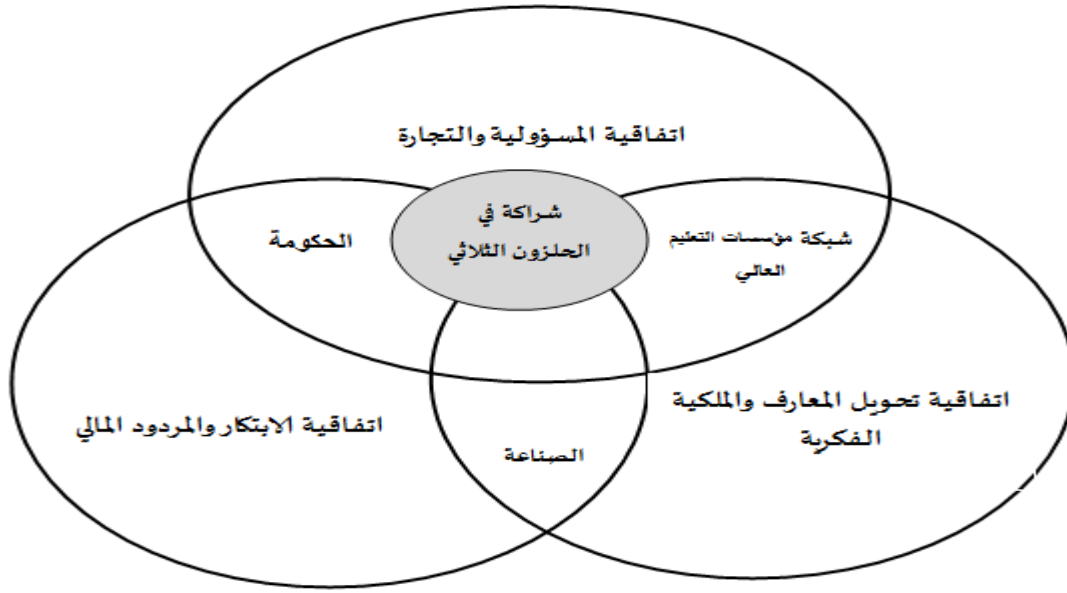 اتفاقية المسؤولية والتجارة
شراكة في
الحلزون الثلاثي
الحكومة
شبكة مؤسسات التعليم
العالي
اتفاقية تحويل المعارف والملكية
الفكرية
اتفاقية الابتكار والمردود المالي
الصناعة